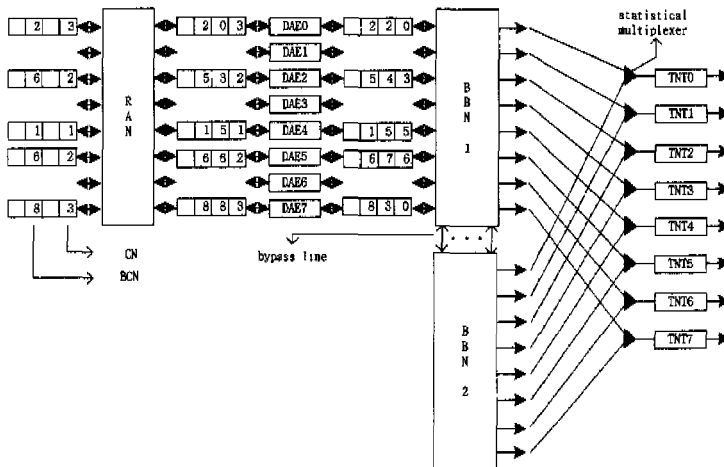 statistical
multiplexer
2 3 2 0 3 DAE0 2 2 0 TNT0
DAE1 TNT1
6 2 5 3 2 DAE2 5 4 3 TNT2
DAE3 TNT3
1 1 1 5 1 DAE4 1 5 5 TNT4
6 2 6 6 2 DAE5 6 7 6 TNT5
DAE6 TNT6
8 3 8 8 3 DAE7 8 3 0 TNT7
RAN
BBN 1
CN
BCN
bypass line
. . .
BBN 2